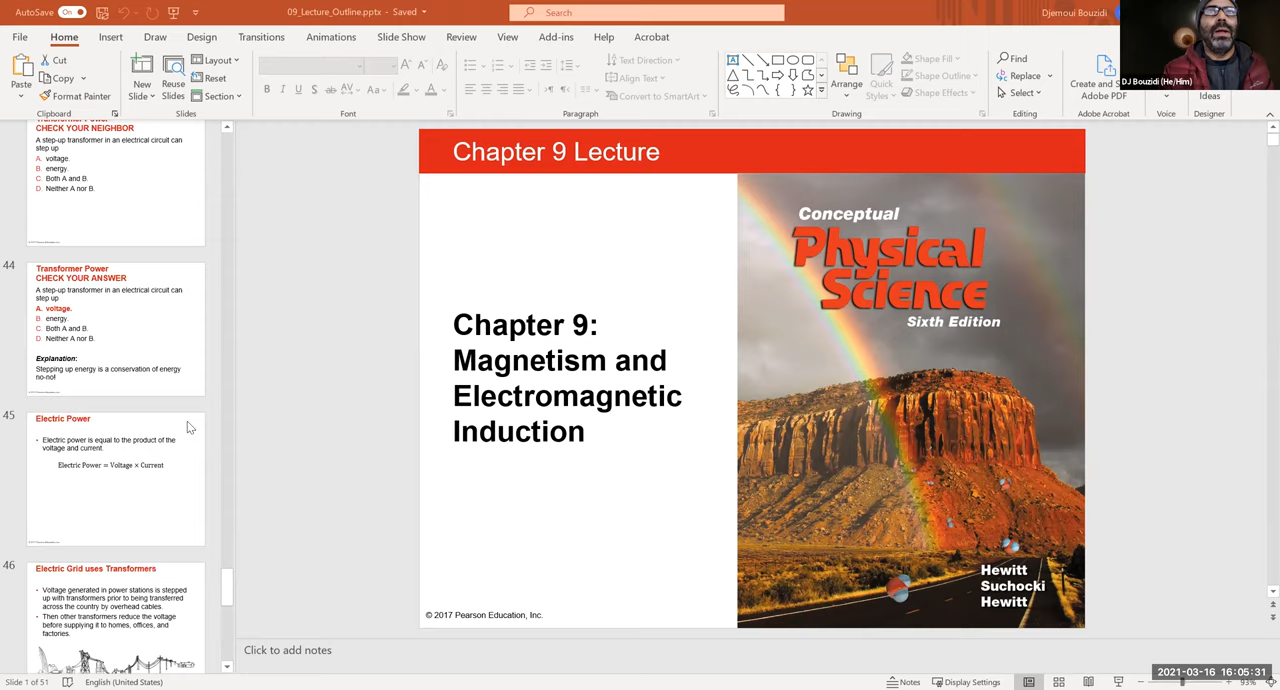 AutoSave On 09_Lecture_Outline.pptx - Saved Search Djemoui Bouzidi
File Home Insert Draw Design Transitions Animations Slide Show Review View Add-ins Help Acrobat
Paste Cut Copy Format Painter
New Slide Reuse Slides Layout Reset Section
Text Direction Align Text Convert to SmartArt
Arrange Quick Styles Shape Fill Shape Outline Shape Effects
Find Replace Select
Create and S
Adobe PDF
Ideas
DJ Bouzidi (He/Him)
Clipboard Slides Font Paragraph Drawing Editing Adobe Acrobat Voice Designer
CHECK YOUR NEIGHBOR
A step-up transformer in an electrical circuit can
step up
A. voltage.
B. energy.
C. Both A and B.
D. Neither A nor B.
44
Transformer Power
CHECK YOUR ANSWER
A step-up transformer in an electrical circuit can
step up
A. voltage.
B. energy.
C. Both A and B.
D. Neither A nor B.
Explanation:
Stepping up energy is a conservation of energy
no-no!
45
Electric Power
• Electric power is equal to the product of the
voltage and current.
Electric Power = Voltage × Current
46
Electric Grid uses Transformers
• Voltage generated in power stations is stepped
up with transformers prior to being transferred
across the country by overhead cables.
• Then other transformers reduce the voltage
before supplying it to homes, offices, and
factories.
Chapter 9 Lecture
Chapter 9:
Magnetism and
Electromagnetic
Induction
© 2017 Pearson Education, Inc.
Conceptual
Physical
Science
Sixth Edition
Hewitt
Suchocki
Hewitt
Click to add notes
2021-03-16 16:05:31
Slide 1 of 51 English (United States) Notes Display Settings 93%